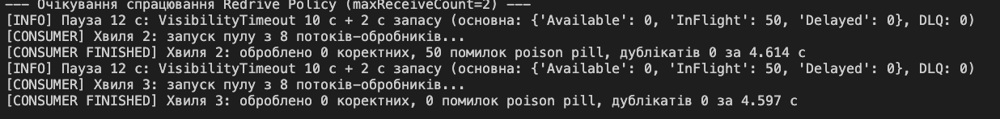 --- Очікування спрацювання Redrive Policy (maxReceiveCount=2) ---
[INFO] Пауза 12 с: VisibilityTimeout 10 с + 2 с запасу (основна: {'Available': 0, 'InFlight': 50, 'Delayed': 0}, DLQ: 0)
[CONSUMER] Хвиля 2: запуск пулу з 8 потоків-обробників...
[CONSUMER FINISHED] Хвиля 2: оброблено 0 коректних, 50 помилок poison pill, дублікатів 0 за 4.614 с
[INFO] Пауза 12 с: VisibilityTimeout 10 с + 2 с запасу (основна: {'Available': 0, 'InFlight': 50, 'Delayed': 0}, DLQ: 0)
[CONSUMER] Хвиля 3: запуск пулу з 8 потоків-обробників...
[CONSUMER FINISHED] Хвиля 3: оброблено 0 коректних, 0 помилок poison pill, дублікатів 0 за 4.597 с